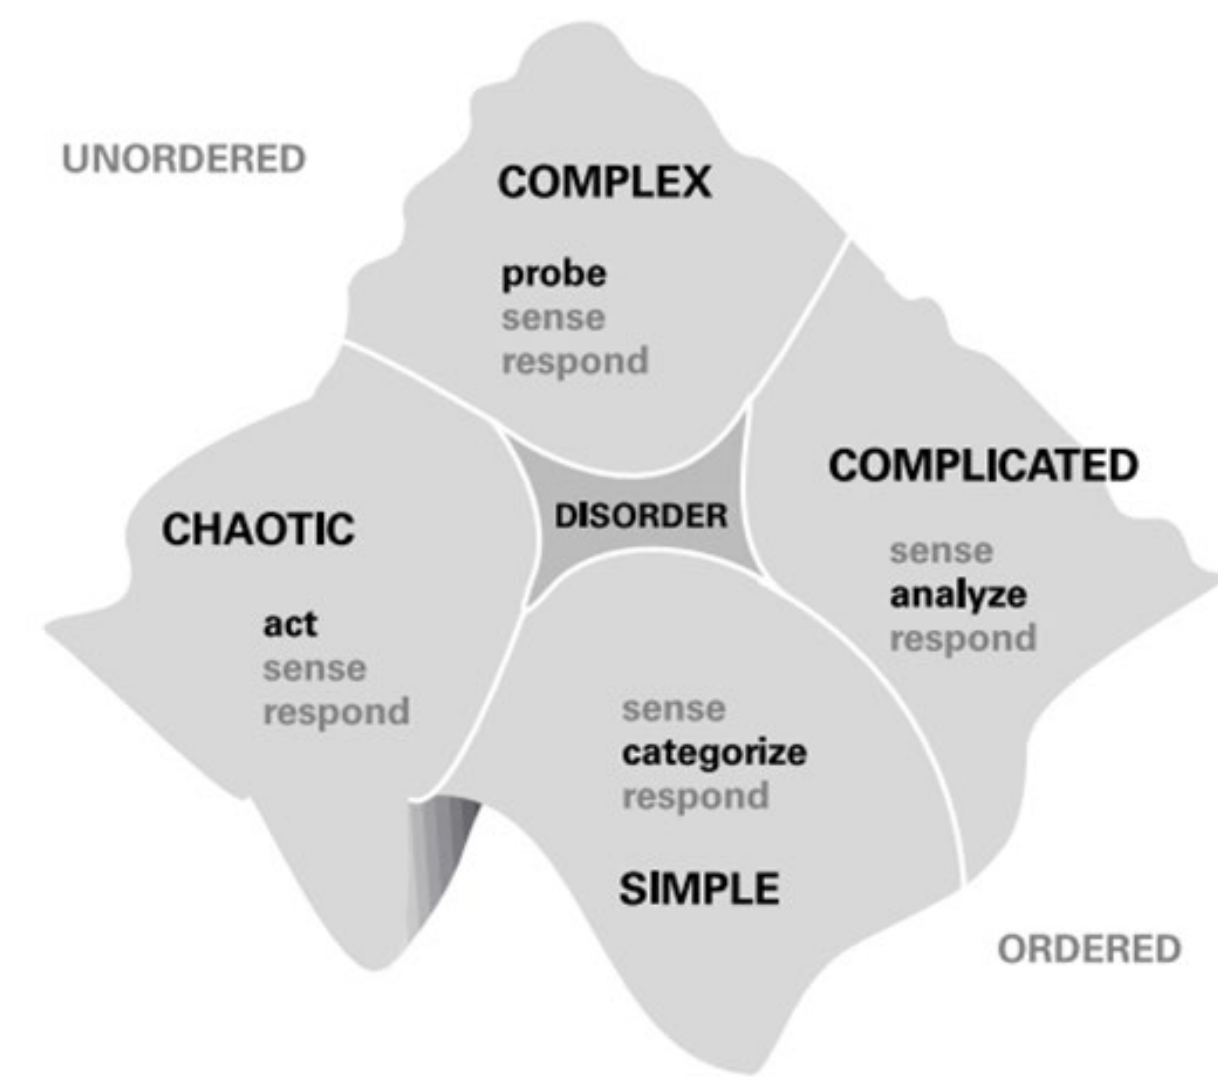 UNORDERED
COMPLEX
probe
sense
respond
COMPLICATED
sense
analyze
respond
DISORDER
CHAOTIC
act
sense
respond
sense
categorize
respond
SIMPLE
ORDERED